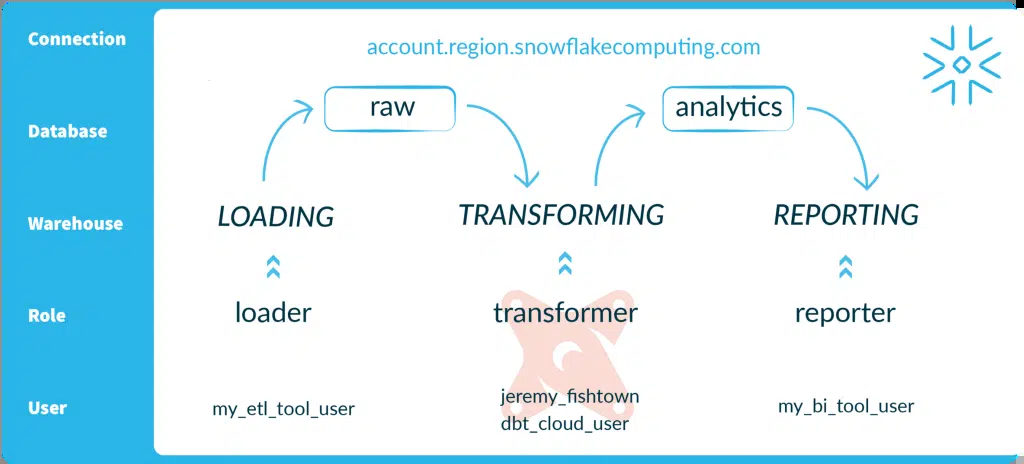 Connection
account.region.snowflakecomputing.com
Database
raw
analytics
Warehouse
LOADING
TRANSFORMING
REPORTING
Role
loader
transformer
reporter
User
my_etl_tool_user
jeremy_fishtown
dbt_cloud_user
my_bi_tool_user